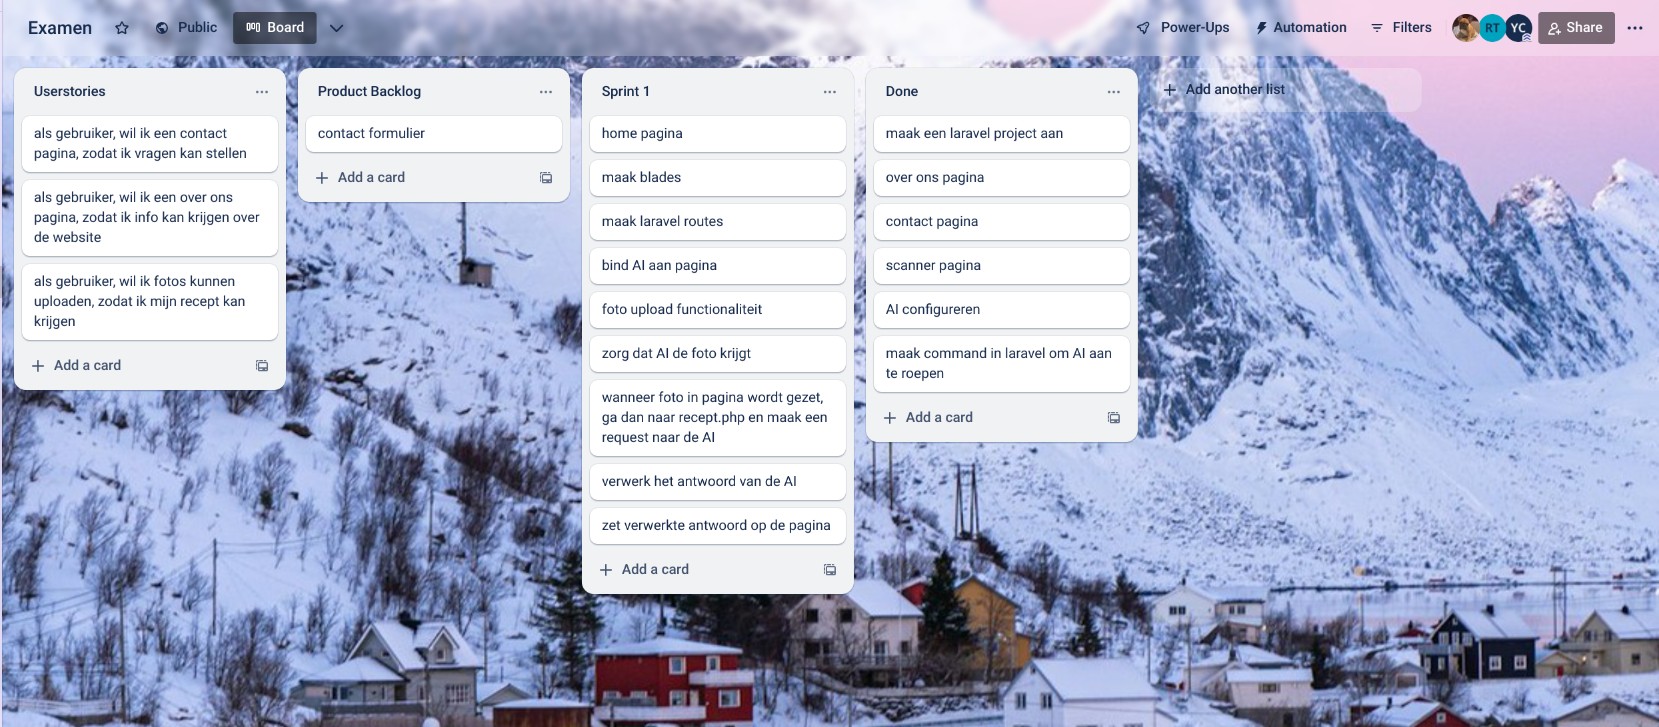 Examen
Public
Board
Power-Ups
Automation
Filters
RT
YC
Share
Userstories
als gebruiker, wil ik een contact
pagina, zodat ik vragen kan stellen
als gebruiker, wil ik een over ons
pagina, zodat ik info kan krijgen over
de website
als gebruiker, wil ik fotos kunnen
uploaden, zodat ik mijn recept kan
krijgen
Add a card
Product Backlog
contact formulier
Add a card
Sprint 1
home pagina
maak blades
maak laravel routes
bind AI aan pagina
foto upload functionaliteit
zorg dat AI de foto krijgt
wanneer foto in pagina wordt gezet,
ga dan naar recept.php en maak een
request naar de AI
verwerk het antwoord van de AI
zet verwerkte antwoord op de pagina
Add a card
Done
maak een laravel project aan
over ons pagina
contact pagina
scanner pagina
AI configureren
maak command in laravel om AI aan
te roepen
Add a card
Add another list